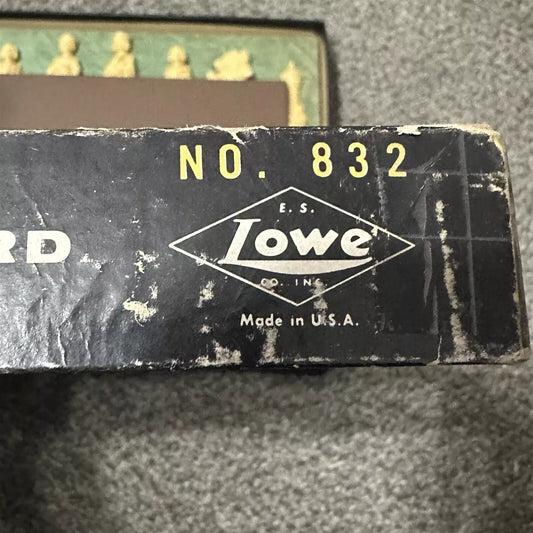 NO. 832
RD
E. S.
Lowe
CO. INC.
Made in U.S.A.